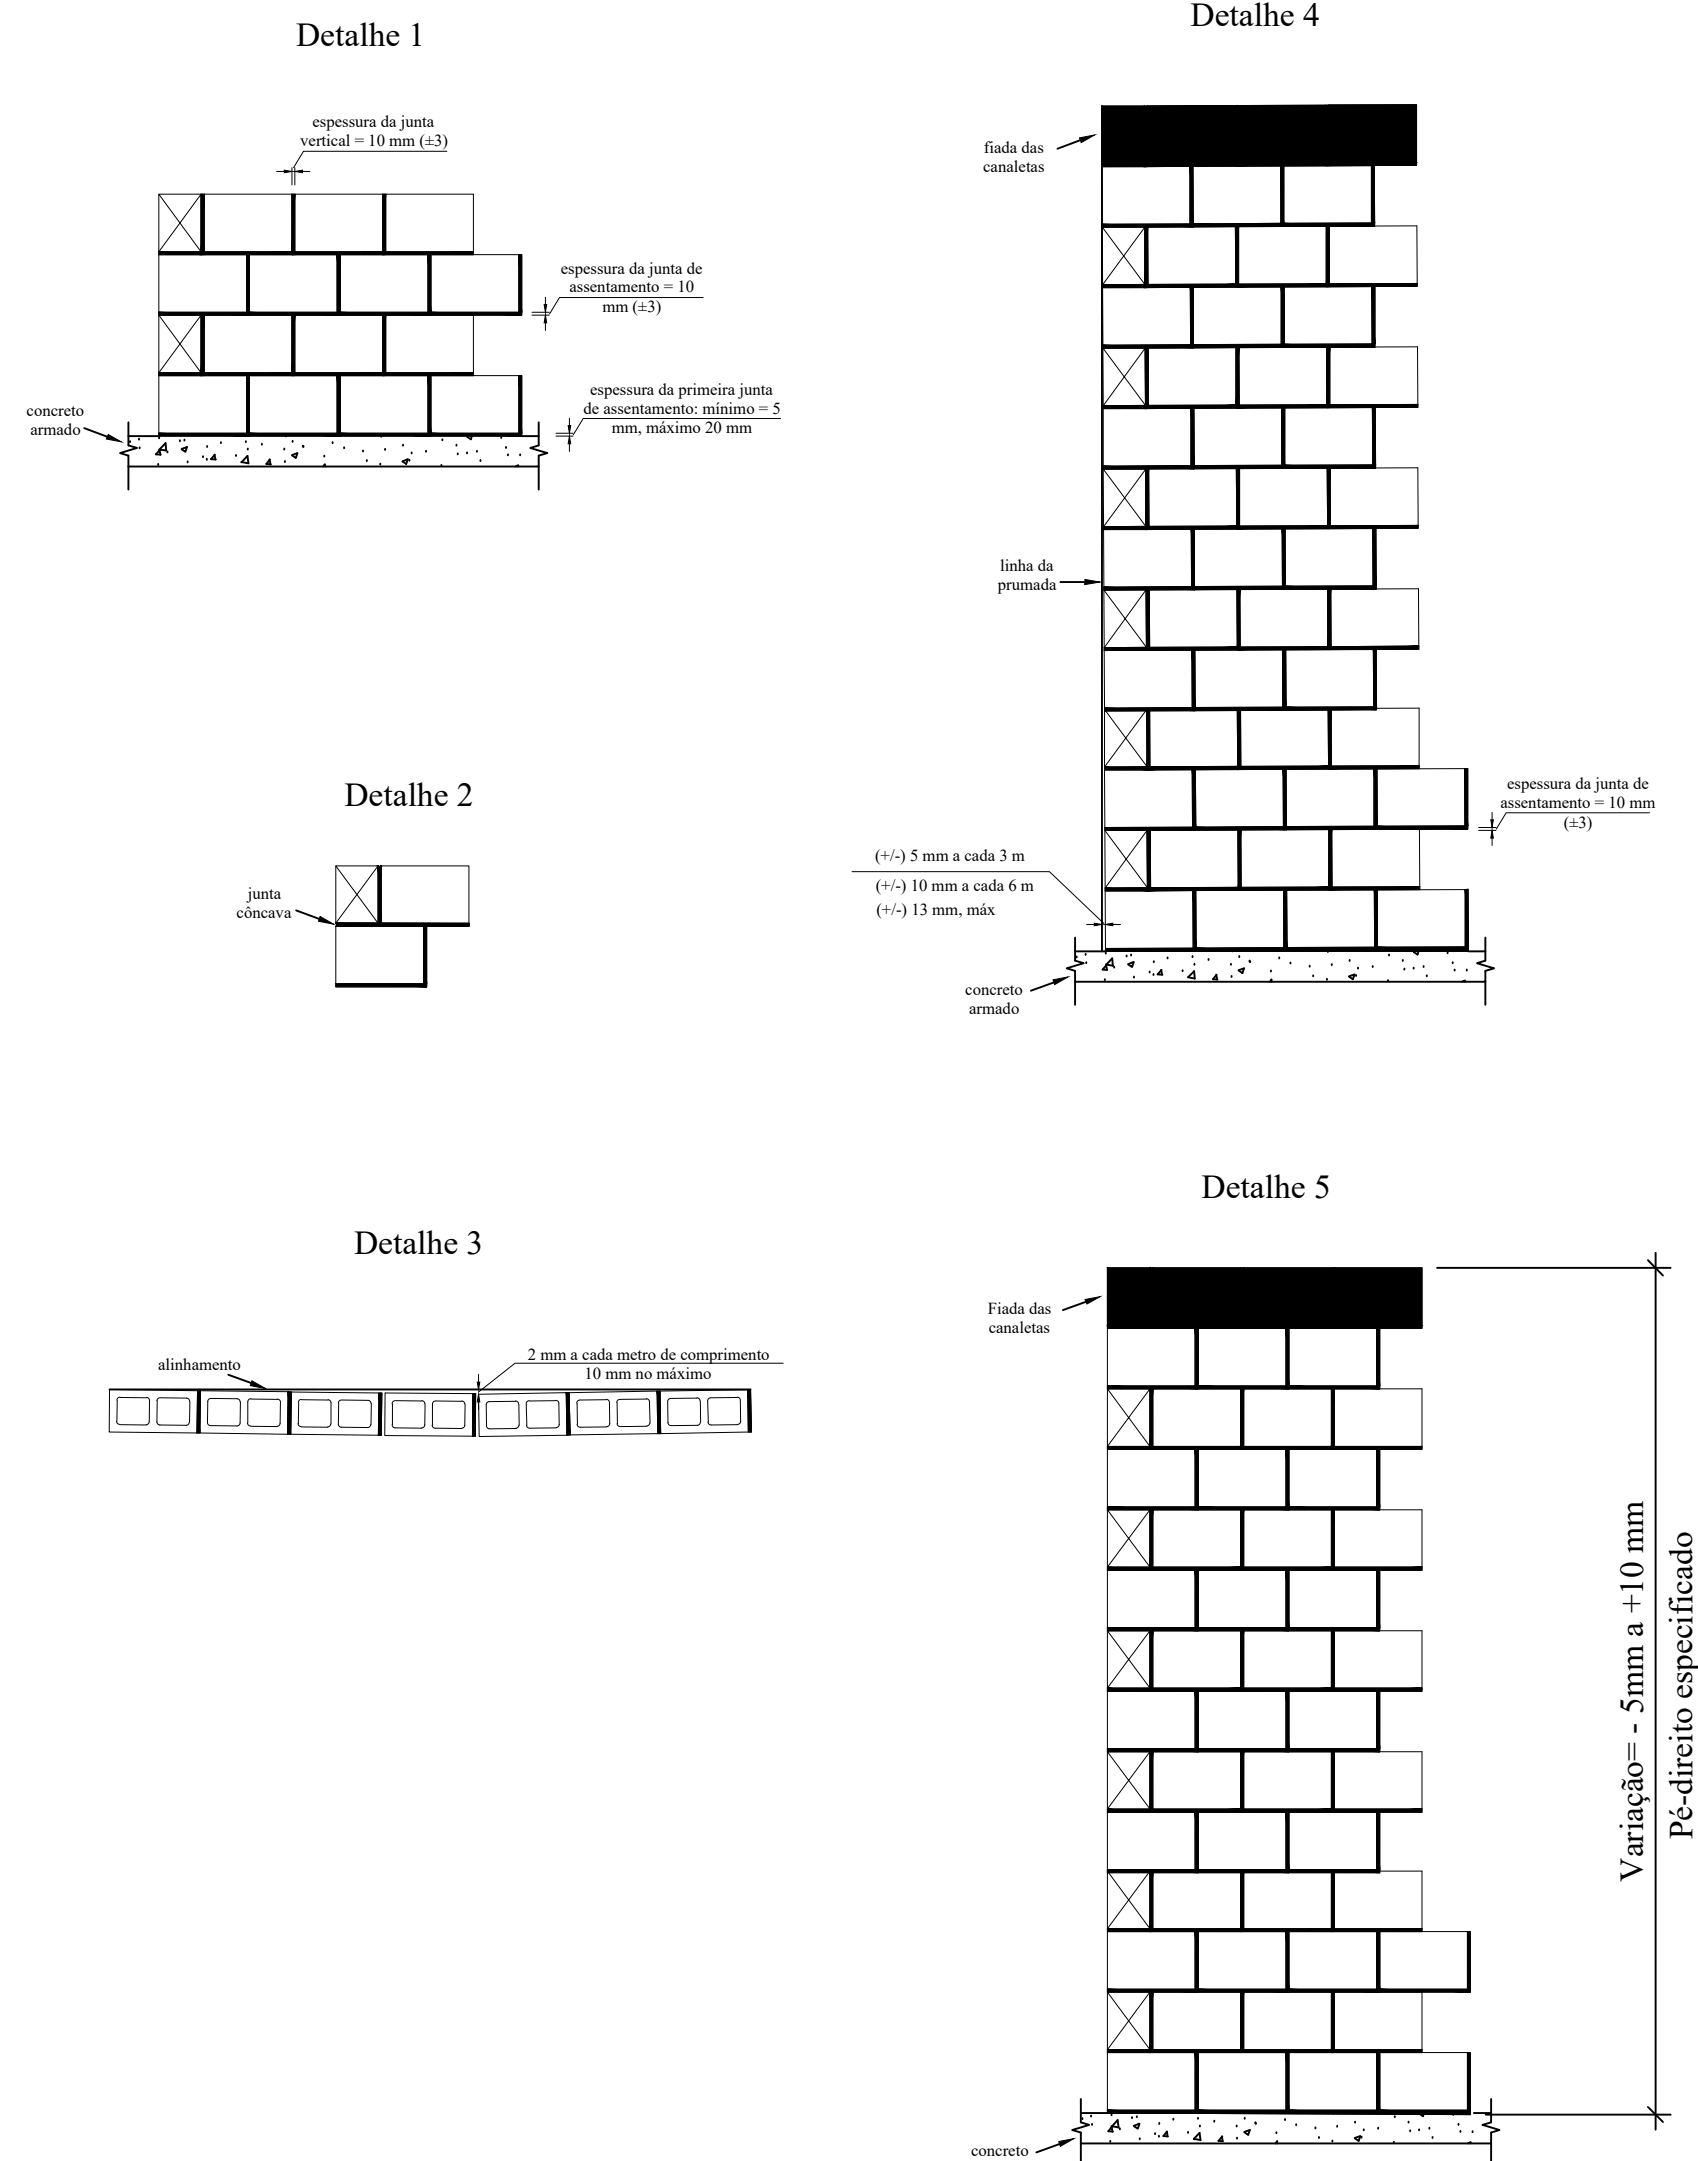 Detalhe 1
espessura da junta
vertical = 10 mm (±3)
espessura da junta de
assentamento = 10
mm (±3)
espessura da primeira junta
de assentamento: mínimo = 5
mm, máximo 20 mm
concreto
armado
Detalhe 2
junta
côncava
Detalhe 3
alinhamento
2 mm a cada metro de comprimento
10 mm no máximo
Detalhe 4
fiada das
canaletas
linha da
prumada
espessura da junta de
assentamento = 10 mm
(±3)
(+/-) 5 mm a cada 3 m
(+/-) 10 mm a cada 6 m
(+/-) 13 mm, máx
concreto
armado
Detalhe 5
Fiada das
canaletas
Variação= - 5mm a +10 mm
Pé-direito especificado
concreto